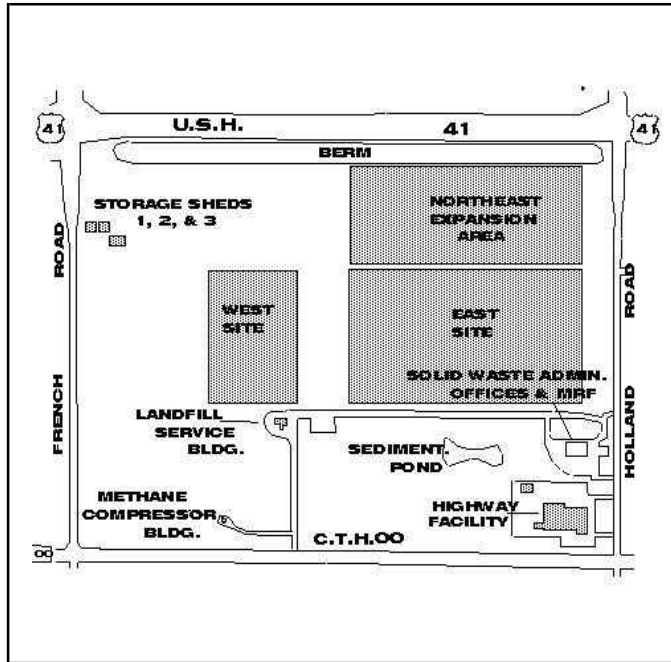 41
U.S.H. 41
41
BERM
STORAGE SHEDS
1, 2, & 3
NORTHEAST
EXPANSION
AREA
FRENCH ROAD
WEST
SITE
EAST
SITE
HOLLAND ROAD
SOLID WASTE ADMIN.
OFFICES & MRF
LANDFILL
SERVICE
BLDG.
SEDIMENT.
POND
METHANE
COMPRESSOR
BLDG.
HIGHWAY
FACILITY
C.T.H.OO
OO